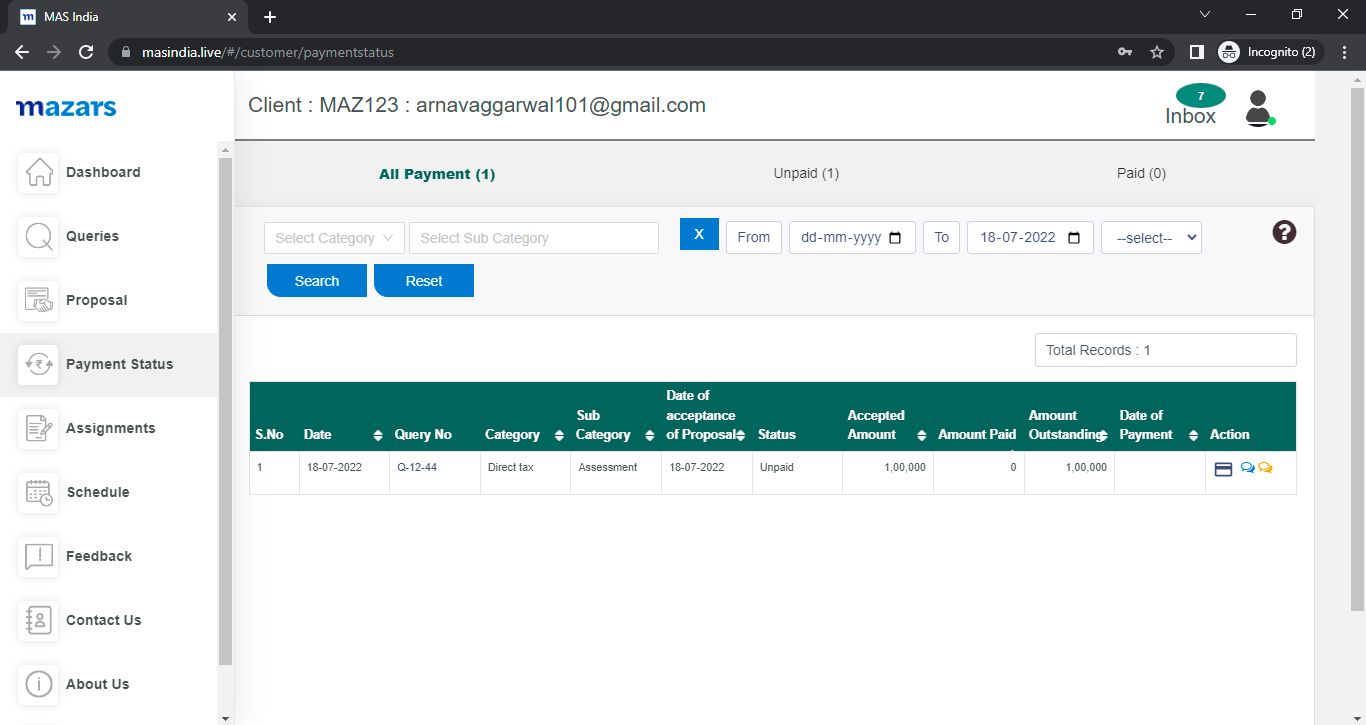 MAS India
masindia.live/#/customer/paymentstatus
Incognito (2)
mazars
Client : MAZ123 : arnavaggarwal101@gmail.com
7
Inbox
Dashboard
Queries
Proposal
Payment Status
Assignments
Schedule
Feedback
Contact Us
About Us
All Payment (1)
Unpaid (1)
Paid (0)
Select Category
Select Sub Category
X
From
dd-mm-yyyy
To
18-07-2022
--select--
?
Search
Reset
Total Records : 1
S.No
Date
Query No
Category
Sub Category
Date of acceptance of Proposal
Status
Accepted Amount
Amount Paid
Amount Outstanding
Date of Payment
Action
1
18-07-2022
Q-12-44
Direct tax
Assessment
18-07-2022
Unpaid
1,00,000
0
1,00,000